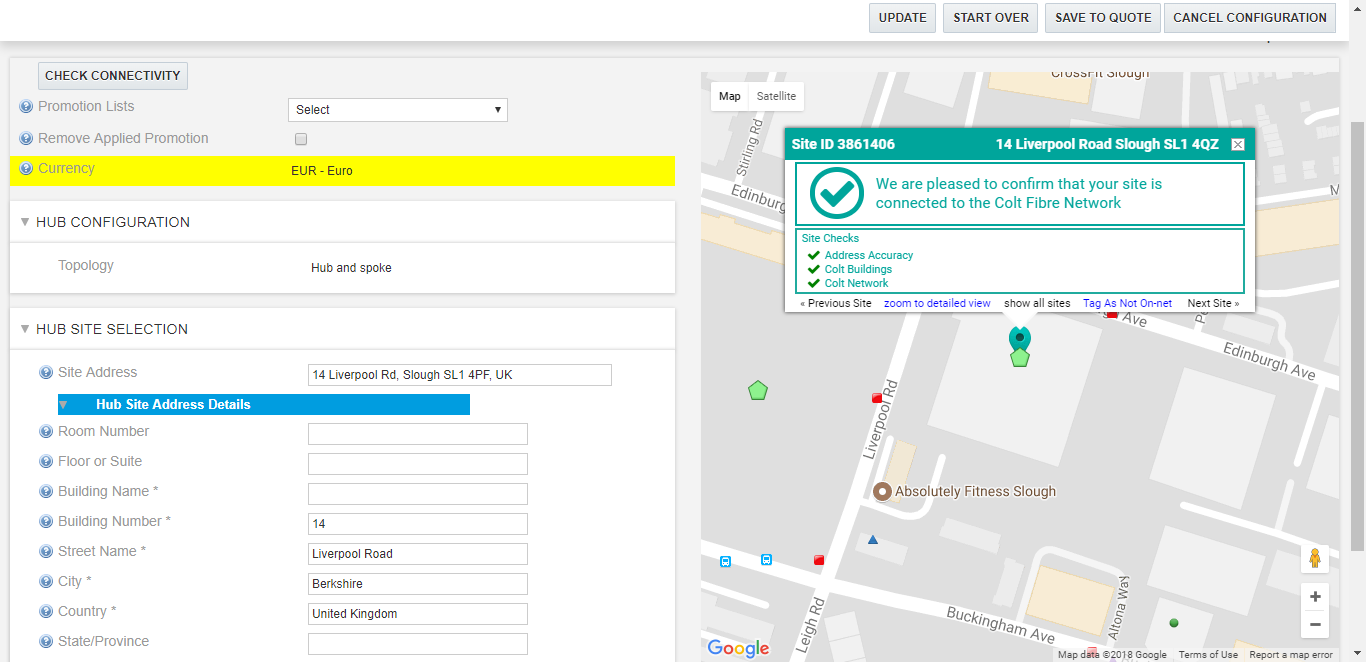 UPDATE
START OVER
SAVE TO QUOTE
CANCEL CONFIGURATION
CHECK CONNECTIVITY
Promotion Lists
Select
Remove Applied Promotion
Currency
EUR - Euro
HUB CONFIGURATION
Topology
Hub and spoke
HUB SITE SELECTION
Site Address
14 Liverpool Rd, Slough SL1 4PF, UK
Hub Site Address Details
Room Number
Floor or Suite
Building Name *
Building Number *
14
Street Name *
Liverpool Road
City *
Berkshire
Country *
United Kingdom
State/Province
CrossFit Slough
Map
Satellite
Stirling Rd
Edinburg
Site ID 3861406
14 Liverpool Road Slough SL1 4QZ
We are pleased to confirm that your site is
connected to the Colt Fibre Network
Site Checks
Address Accuracy
Colt Buildings
Colt Network
« Previous Site
zoom to detailed view
show all sites
Tag As Not On-net
Next Site »
Ave
Edinburgh Ave
Liverpool Rd
Absolutely Fitness Slough
Leigh Rd
Buckingham Ave
Altona Way
+
−
Google
Map data ©2018 Google
Terms of Use
Report a map error